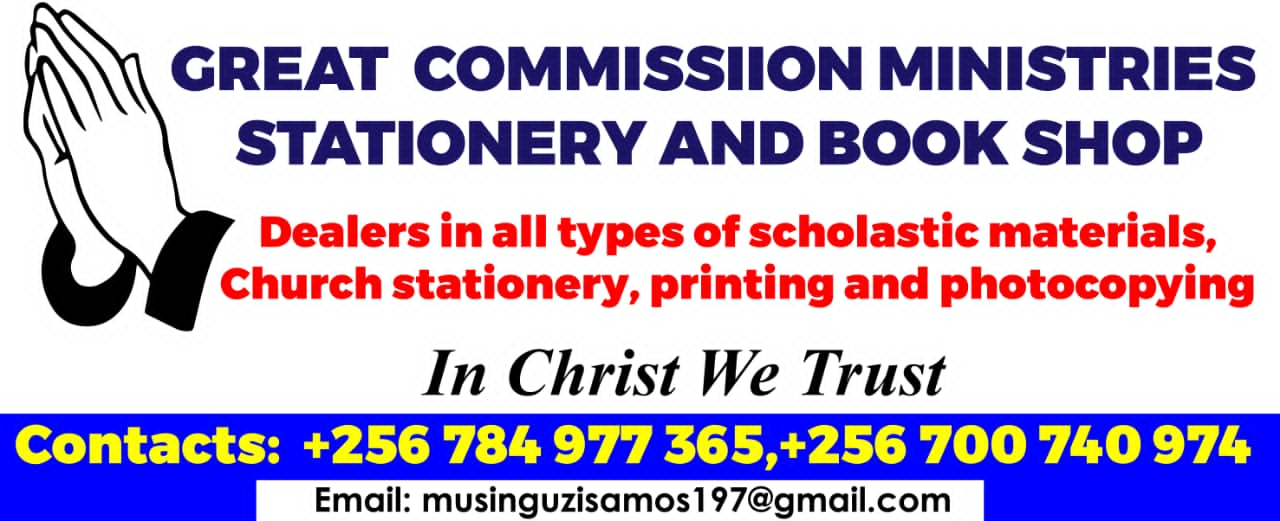 GREAT COMMISSIION MINISTRIES
STATIONERY AND BOOK SHOP
Dealers in all types of scholastic materials,
Church stationery, printing and photocopying
In Christ We Trust
Contacts: +256 784 977 365,+256 700 740 974
Email: musinguzisamos197@gmail.com